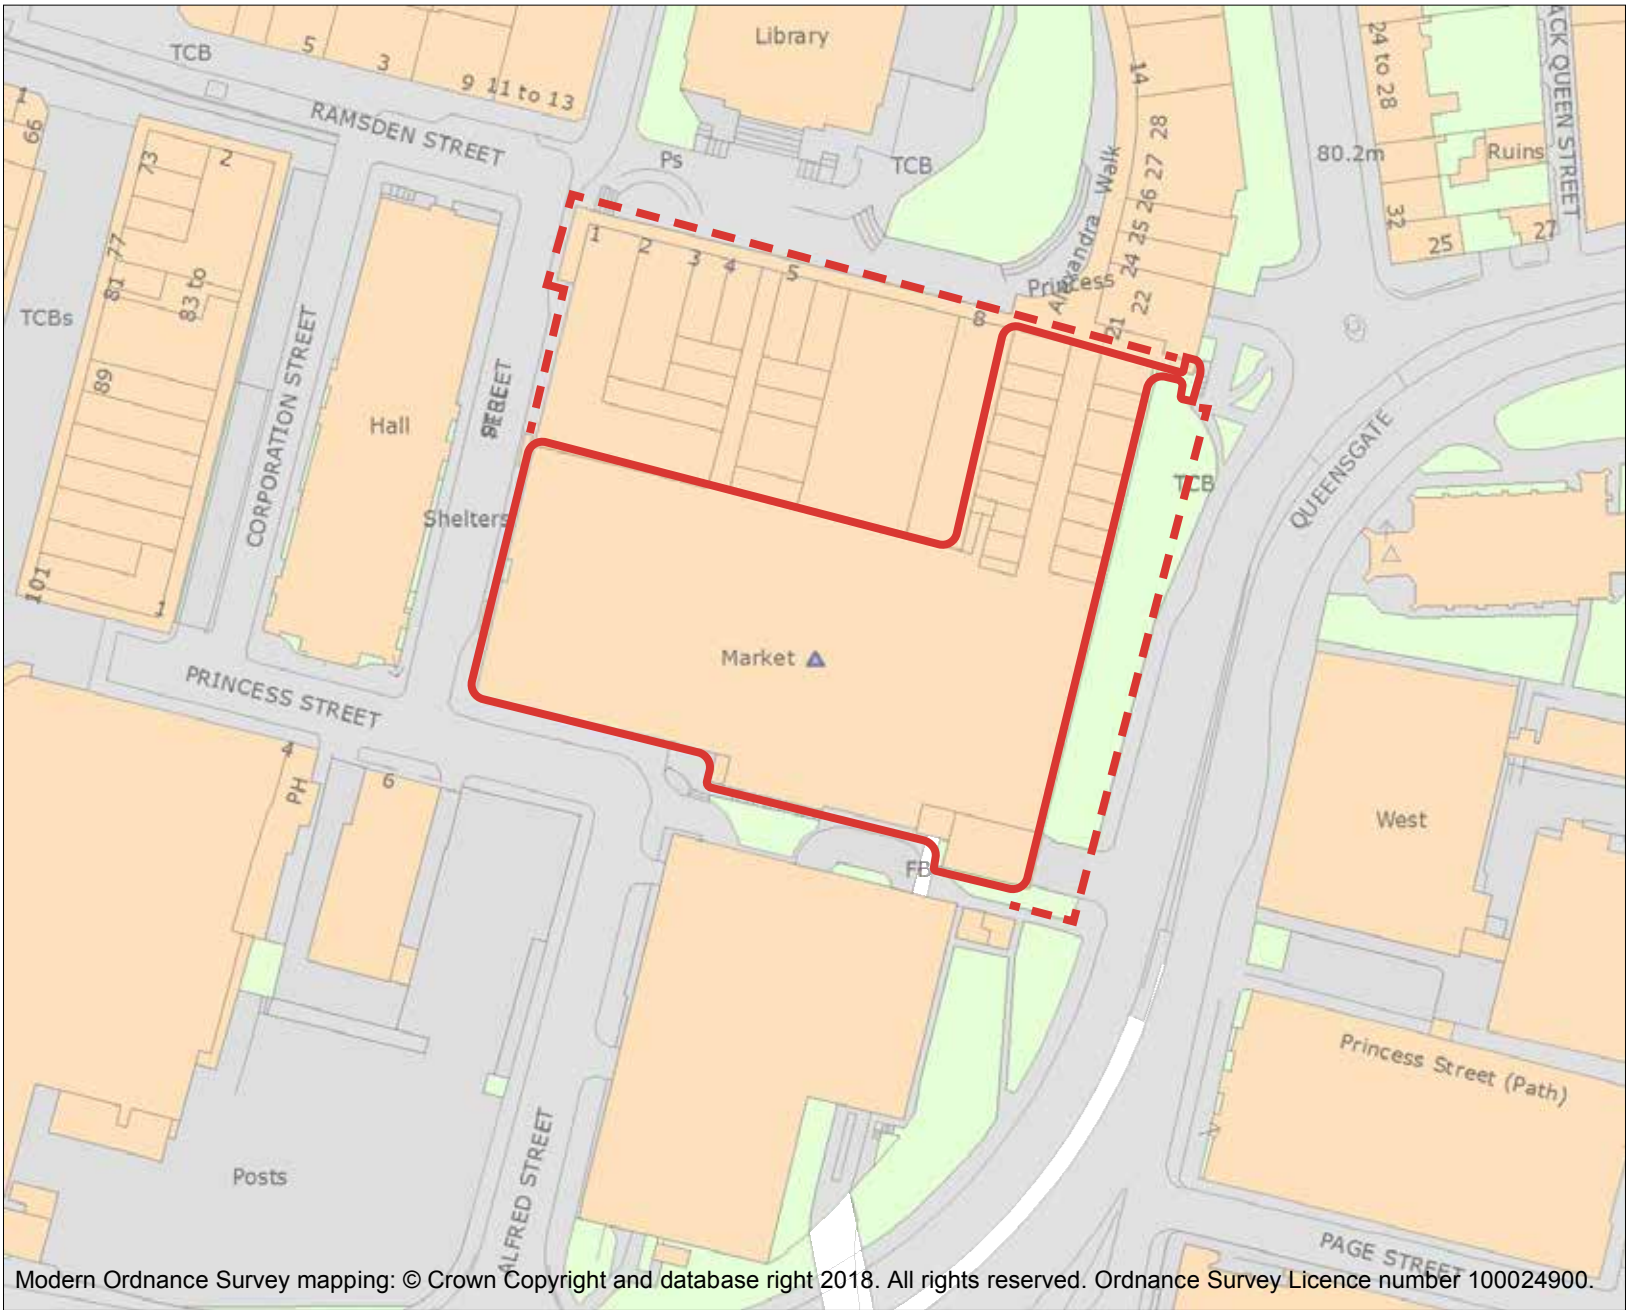 Library
TCB
5
3
9
11 to 13
1
66
RAMSDEN STREET
73
2
77
81
83 to
89
TCBs
101
1
CORPORATION STREET
Hall
STREET
Shelters
Ps
TCB
14
28
27
26
25
24
22
21
Alexandra Walk
Princess
1
2
3
4
5
8
24 to 28
32
80.2m
Ruins
25
27
ACK QUEEN STREET
TCB
QUEENSGATE
Market
PRINCESS STREET
4
PH
6
FB
West
Princess Street (Path)
Posts
ALFRED STREET
PAGE STREET
Modern Ordnance Survey mapping: © Crown Copyright and database right 2018. All rights reserved. Ordnance Survey Licence number 100024900.